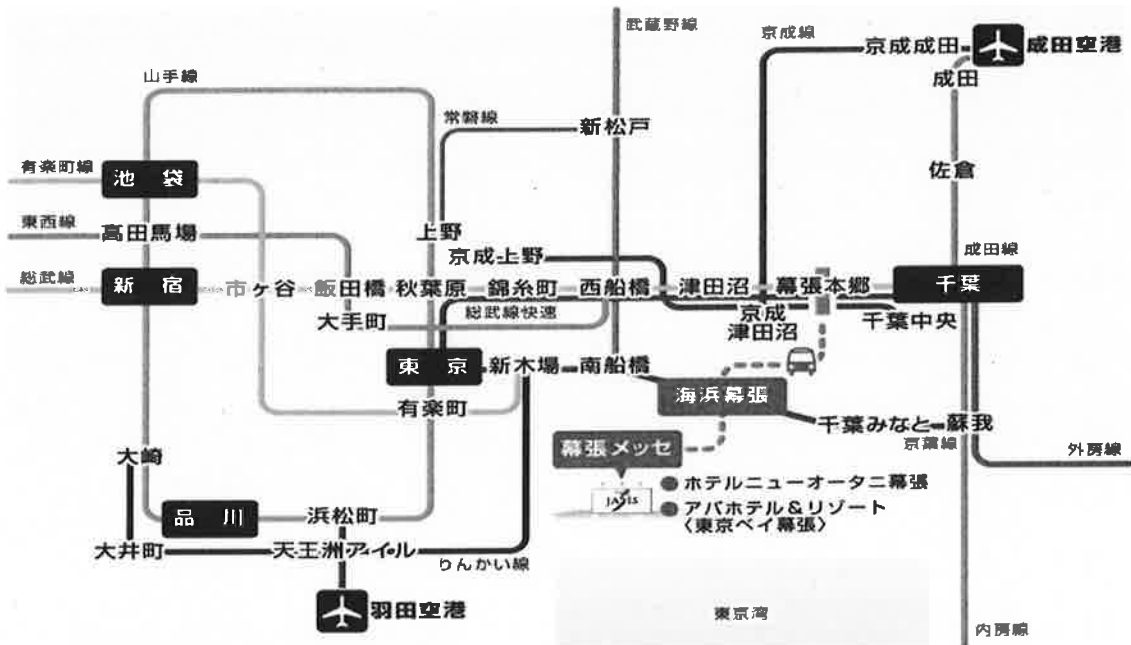 武蔵野線
京成線
京成成田
成田空港
成田
山手線
常磐線
新松戸
有楽町線
池袋
佐倉
東西線
高田馬場
上野
京成上野
成田線
総武線
新宿
市ヶ谷
飯田橋
秋葉原
錦糸町
西船橋
津田沼
幕張本郷
千葉
大手町
総武線快速
京成
津田沼
千葉中央
東京
新木場
南船橋
海浜幕張
有楽町
千葉みなと
蘇我
京葉線
外房線
幕張メッセ
大崎
JASIS
ホテルニューオータニ幕張
アパホテル&リゾート
〈東京ベイ幕張〉
品川
浜松町
大井町
天王洲アイル
りんかい線
羽田空港
東京湾
内房線